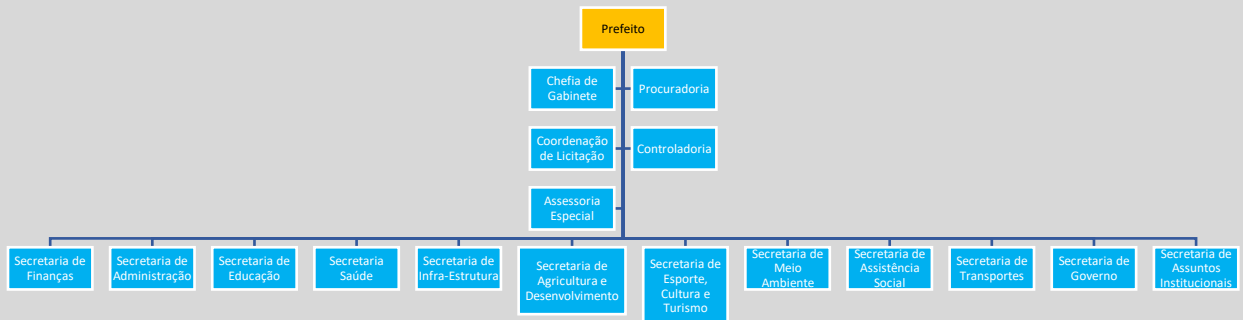 Prefeito
Chefia de
Gabinete
Procuradoria
Coordenação
de Licitação
Controladoria
Assessoria
Especial
Secretaria de
Finanças
Secretaria de
Administração
Secretaria de
Educação
Secretaria
Saúde
Secretaria de
Infra-Estrutura
Secretaria de
Agricultura e
Desenvolvimento
Secretaria de
Esporte,
Cultura e
Turismo
Secretaria de
Meio
Ambiente
Secretaria de
Assistência
Social
Secretaria de
Transportes
Secretaria de
Governo
Secretaria de
Assuntos
Institucionais